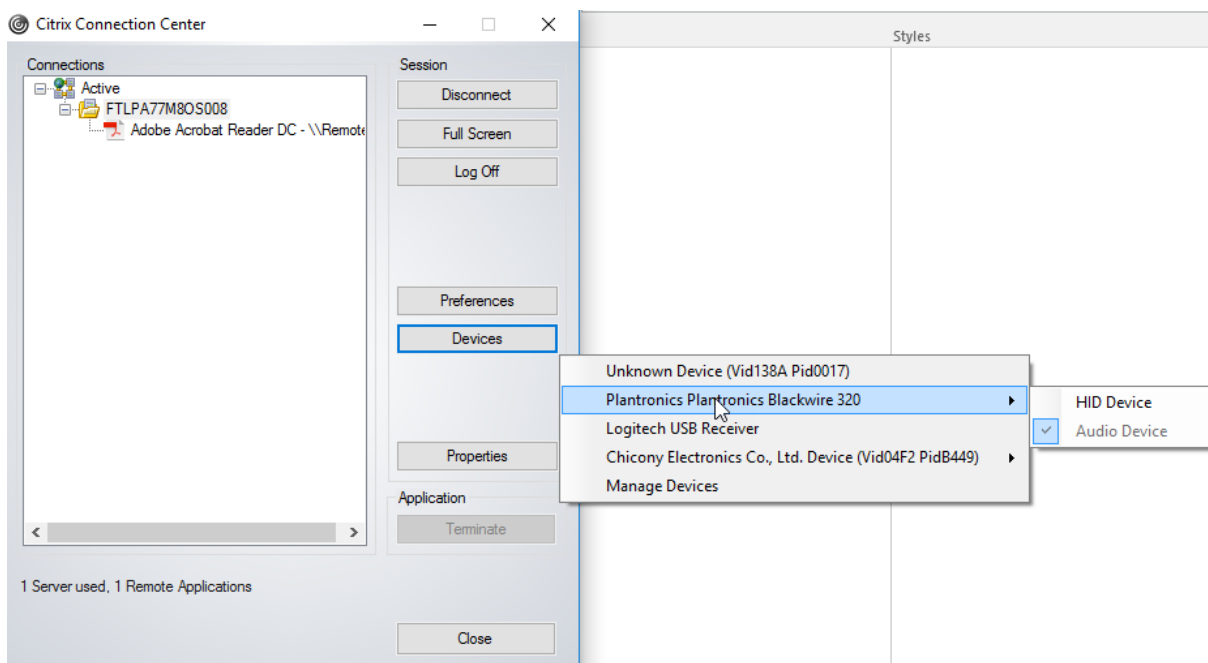 Citrix Connection Center
Styles
Connections
Session
Active
FTLPA77M8OS008
Adobe Acrobat Reader DC - \\Remote
Disconnect
Full Screen
Log Off
Preferences
Devices
Unknown Device (Vid138A Pid0017)
Plantronics Plantronics Blackwire 320
HID Device
Logitech USB Receiver
Audio Device
Chicony Electronics Co., Ltd. Device (Vid04F2 PidB449)
Properties
Manage Devices
Application
Terminate
1 Server used, 1 Remote Applications
Close